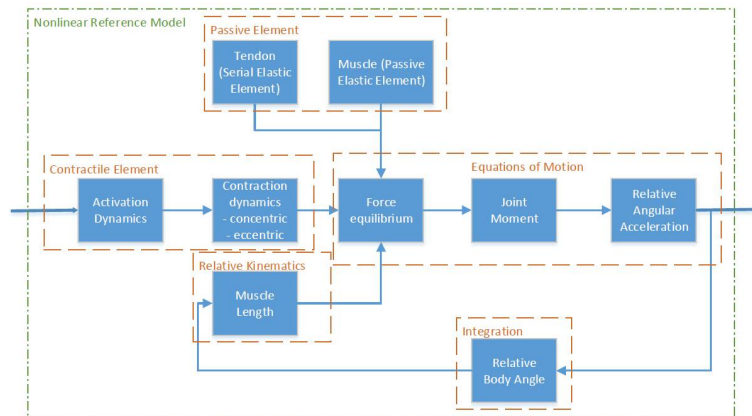 Nonlinear Reference Model
Passive Element
Tendon
(Serial Elastic
Element)
Muscle (Passive
Elastic Element)
Contractile Element
Activation
Dynamics
Contraction
dynamics
- concentric
- eccentric
Equations of Motion
Force
equilibrium
Joint
Moment
Relative
Angular
Acceleration
Relative Kinematics
Muscle
Length
Integration
Relative
Body Angle